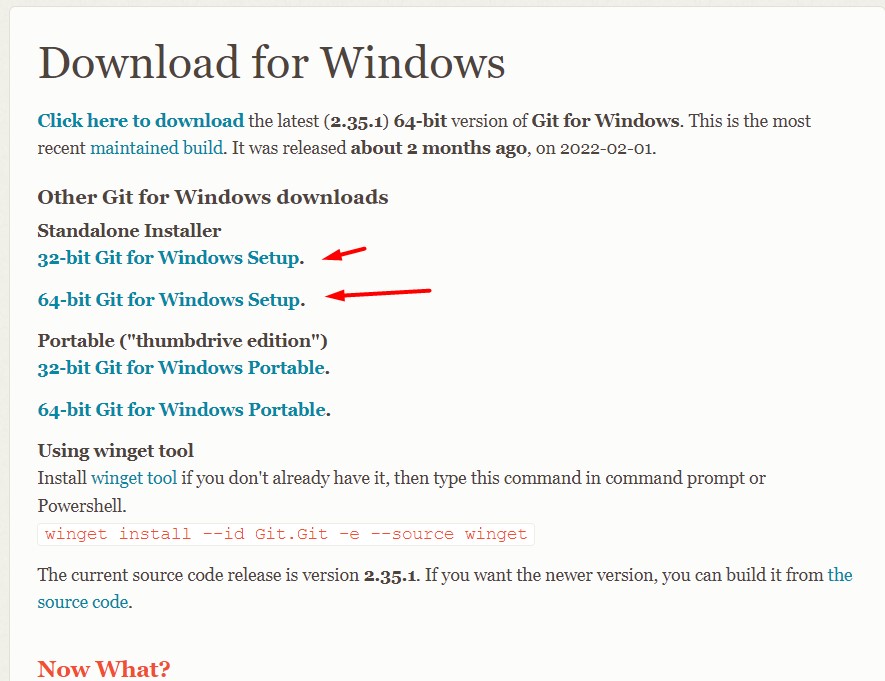 Download for Windows
Click here to download the latest (2.35.1) 64-bit version of Git for Windows. This is the most
recent maintained build. It was released about 2 months ago, on 2022-02-01.
Other Git for Windows downloads
Standalone Installer
32-bit Git for Windows Setup.
64-bit Git for Windows Setup.
Portable ("thumbdrive edition")
32-bit Git for Windows Portable.
64-bit Git for Windows Portable.
Using winget tool
Install winget tool if you don't already have it, then type this command in command prompt or
Powershell.
winget install --id Git.Git -e --source winget
The current source code release is version 2.35.1. If you want the newer version, you can build it from the
source code.
Now What?